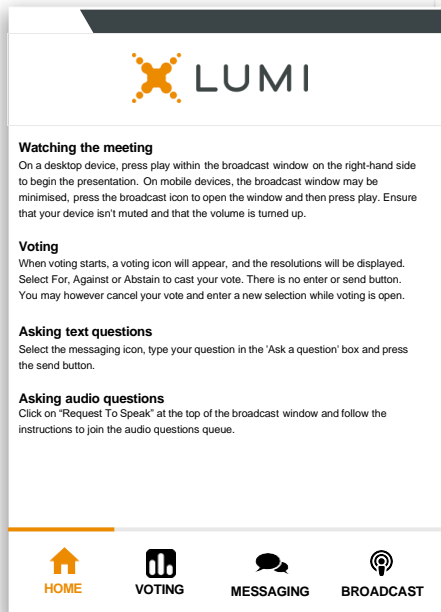 LUMI
Watching the meeting
On a desktop device, press play within the broadcast window on the right-hand side
to begin the presentation. On mobile devices, the broadcast window may be
minimised, press the broadcast icon to open the window and then press play. Ensure
that your device isn't muted and that the volume is turned up.
Voting
When voting starts, a voting icon will appear, and the resolutions will be displayed.
Select For, Against or Abstain to cast your vote. There is no enter or send button.
You may however cancel your vote and enter a new selection while voting is open.
Asking text questions
Select the messaging icon, type your question in the 'Ask a question' box and press
the send button.
Asking audio questions
Click on “Request To Speak” at the top of the broadcast window and follow the
instructions to join the audio questions queue.
HOME VOTING MESSAGING BROADCAST